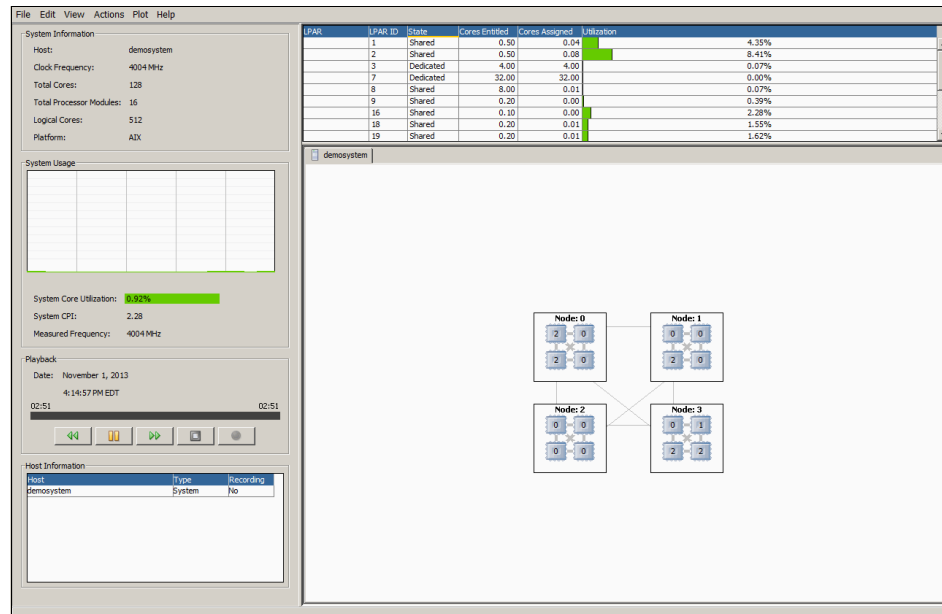 File Edit View Actions Plot Help
System Information
Host: demosystem
Clock Frequency: 4004 MHz
Total Cores: 128
Total Processor Modules: 16
Logical Cores: 512
Platform: AIX
System Usage
System Core Utilization: 0.92%
System CPI: 2.28
Measured Frequency: 4004 MHz
Playback
Date: November 1, 2013
4:14:57 PM EDT
02:51 02:51
Host Information
Host Type Recording
demosystem System No
LPAR LPAR ID State Cores Entitled Cores Assigned Utilization
1 Shared 0.50 0.04 4.35%
2 Shared 0.50 0.08 8.41%
3 Dedicated 4.00 4.00 0.07%
7 Dedicated 32.00 32.00 0.00%
8 Shared 8.00 0.01 0.07%
9 Shared 0.20 0.00 0.39%
16 Shared 0.10 0.00 2.28%
18 Shared 0.20 0.01 1.55%
19 Shared 0.20 0.01 1.62%
demosystem
Node: 0 Node: 1
2 0 0 0
2 0 0 0
Node: 2 Node: 3
0 0 0 1
0 0 2 2